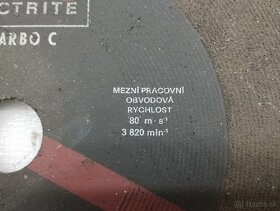 CTRITE
ARBO C
MEZNÍ PRACOVNÍ
OBVODOVÁ
RYCHLOST
80 m · s⁻¹
3 820 min⁻¹
bazos.sk